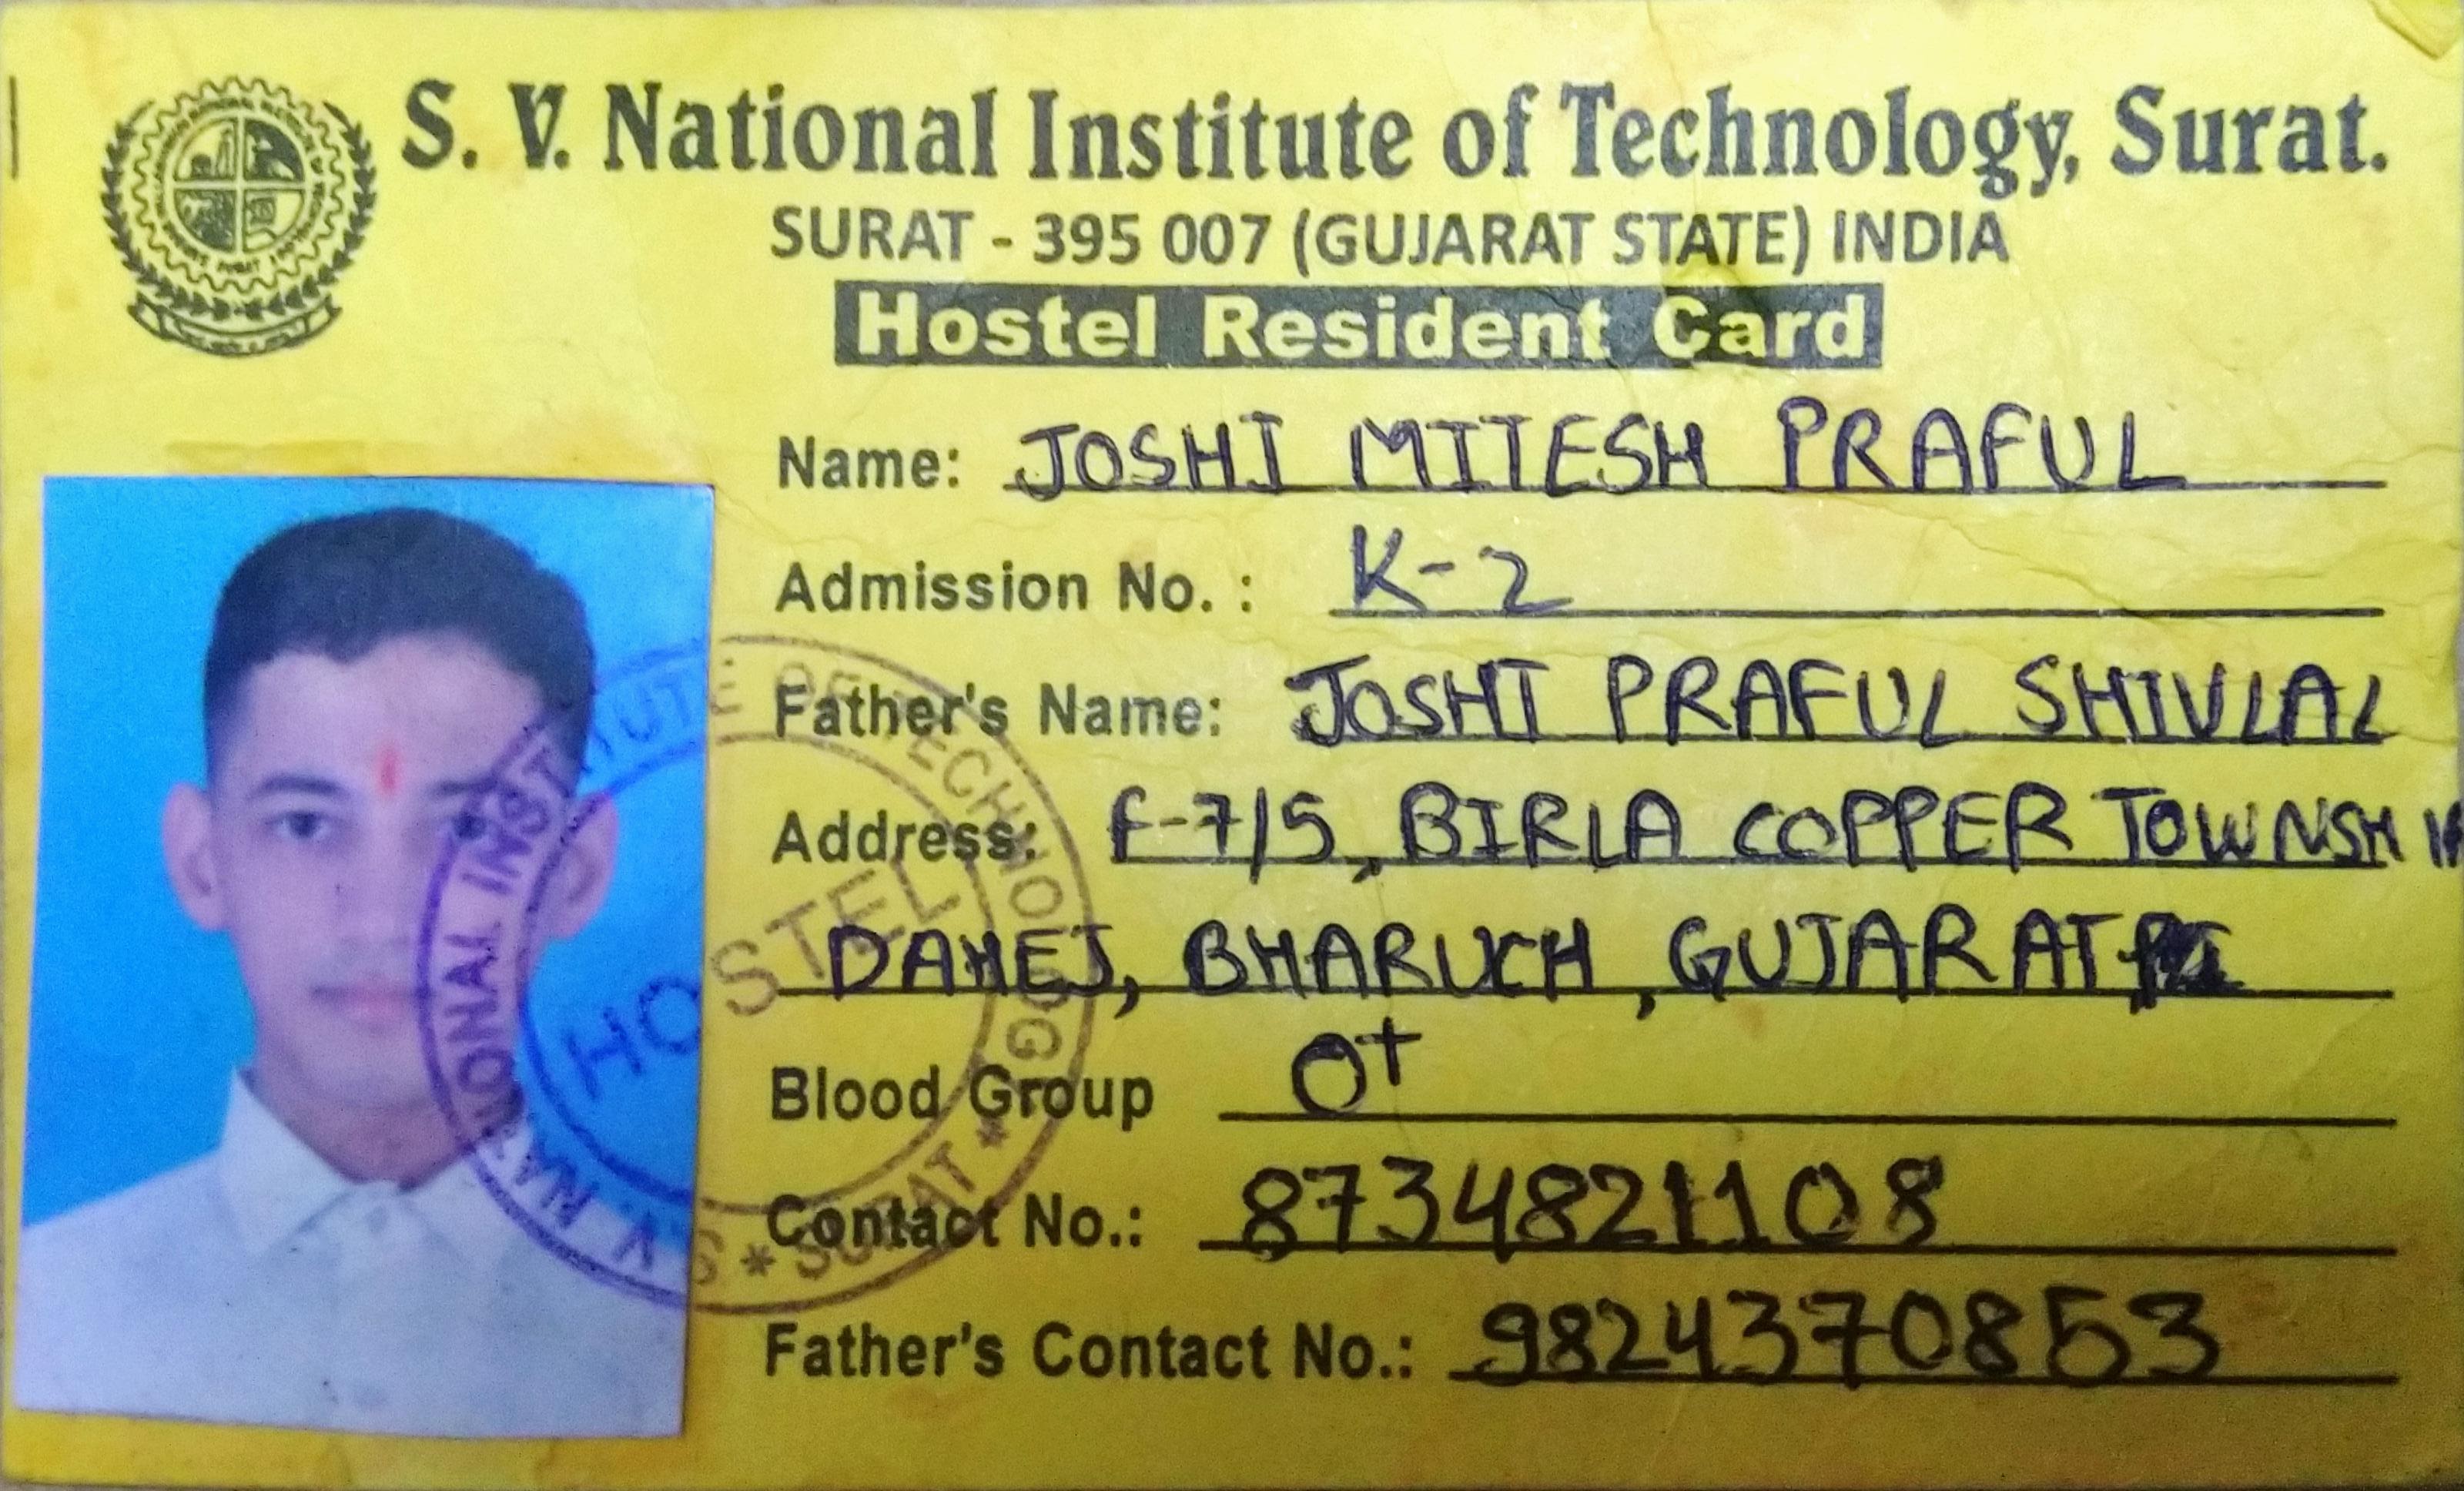 S. V. National Institute of Technology, Surat.
SURAT - 395 007 (GUJARAT STATE) INDIA
Hostel Resident Card
Name: JOSHI MITESH PRAFUL
Admission No. : K-2
Father's Name: JOSHI PRAFUL SHIVLAL
Address: F-7/5, BIRLA COPPER TOWNSHIP
DAHEJ, BHARUCH, GUJARAT
Blood Group O+
Contact No.: 8734821108
Father's Contact No.: 9824370853
S. V. NATIONAL INSTITUTE OF TECHNOLOGY * SURAT *
HOSTEL